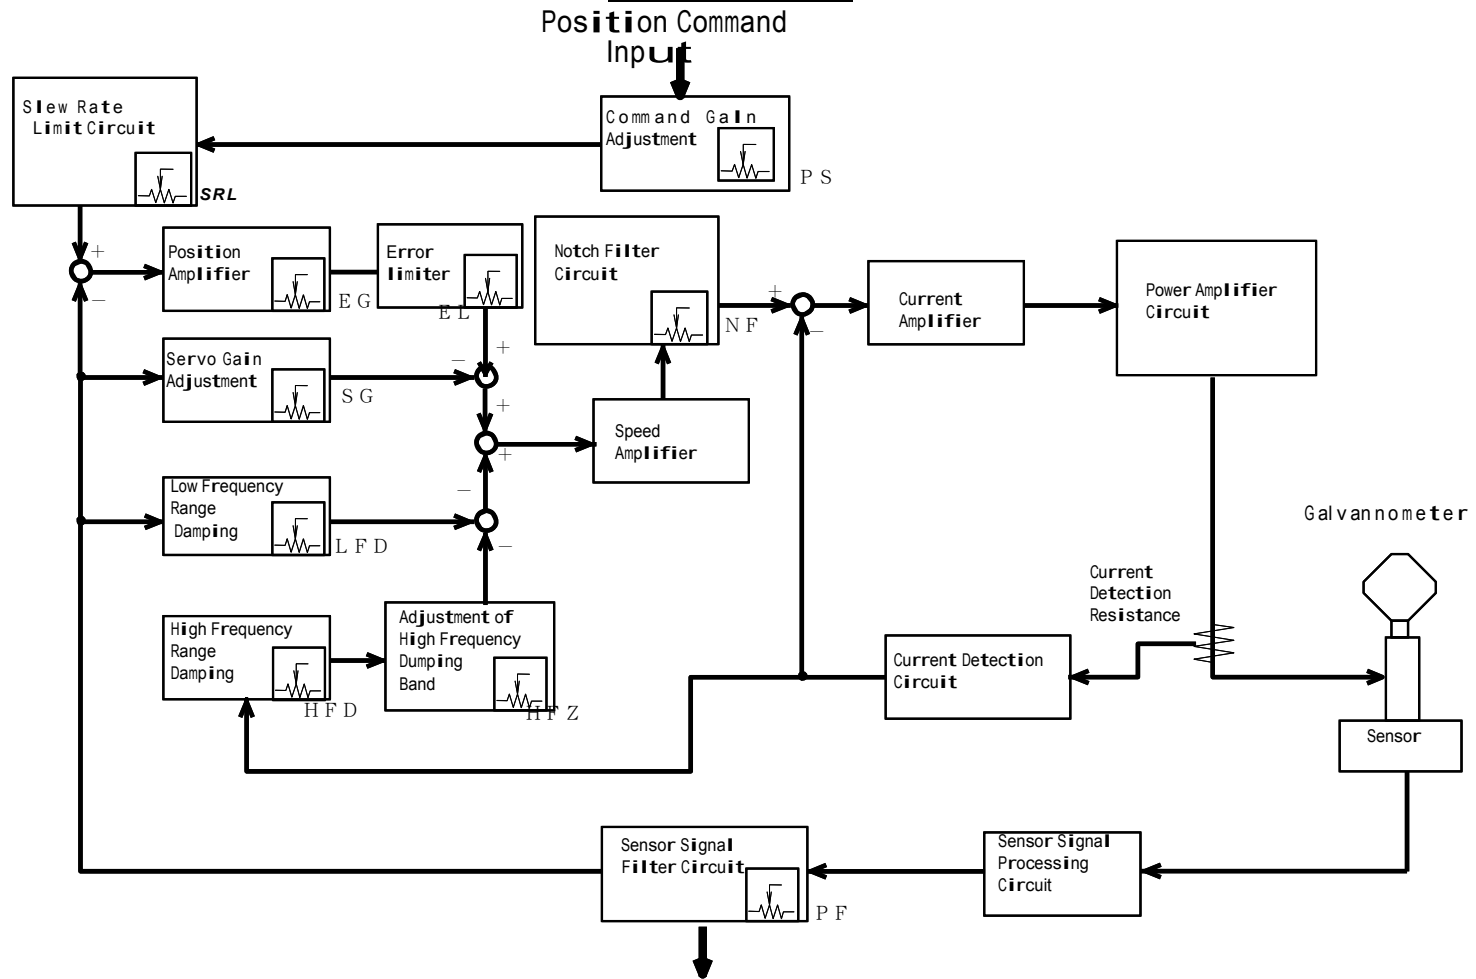 Position Command
Input
Slew Rate
Limit Circuit
SRL
Command GaIn
Adjustment
PS
+
−
Position
Amplifier
EG
Error
limiter
EL
Notch Filter
Circuit
NF
+
−
Current
Amplifier
Power Amplifier
Circuit
Servo Gain
Adjustment
SG
−
+
+
+
Speed
Amplifier
Low Frequency
Range
Damping
LFD
−
−
Galvannometer
Current
Detection
Resistance
High Frequency
Range
Damping
HFD
Adjustment of
High Frequency
Dumping
Band
HFZ
Current Detection
Circuit
Sensor
Sensor Signal
Filter Circuit
PF
Sensor Signal
Processing
Circuit